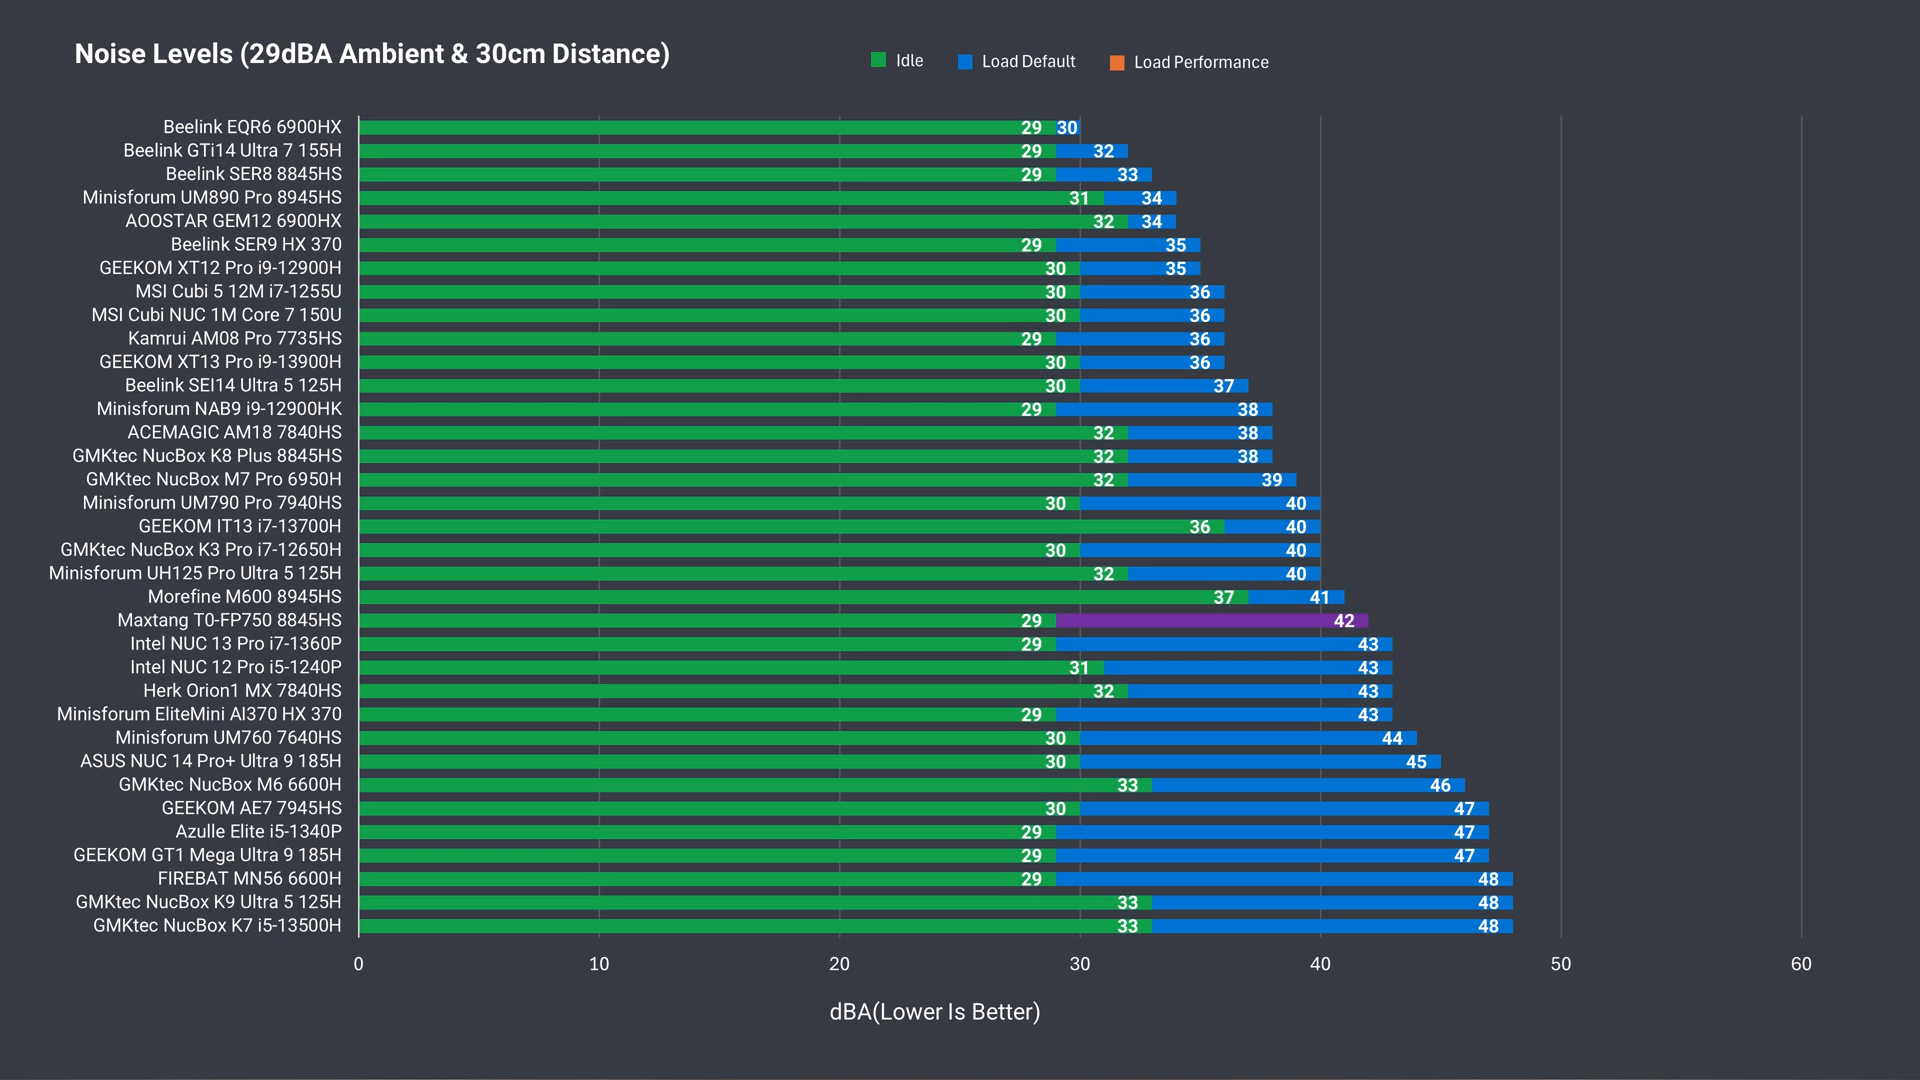 Noise Levels (29dBA Ambient & 30cm Distance)
Idle Load Default Load Performance
Beelink EQR6 6900HX 29 30
Beelink GTi14 Ultra 7 155H 29 32
Beelink SER8 8845HS 29 33
Minisforum UM890 Pro 8945HS 31 34
AOOSTAR GEM12 6900HX 32 34
Beelink SER9 HX 370 29 35
GEEKOM XT12 Pro i9-12900H 30 35
MSI Cubi 5 12M i7-1255U 30 36
MSI Cubi NUC 1M Core 7 150U 30 36
Kamrui AM08 Pro 7735HS 29 36
GEEKOM XT13 Pro i9-13900H 30 36
Beelink SEI14 Ultra 5 125H 30 37
Minisforum NAB9 i9-12900HK 29 38
ACEMAGIC AM18 7840HS 32 38
GMKtec NucBox K8 Plus 8845HS 32 38
GMKtec NucBox M7 Pro 6950H 32 39
Minisforum UM790 Pro 7940HS 30 40
GEEKOM IT13 i7-13700H 36 40
GMKtec NucBox K3 Pro i7-12650H 30 40
Minisforum UH125 Pro Ultra 5 125H 32 40
Morefine M600 8945HS 37 41
Maxtang T0-FP750 8845HS 29 42
Intel NUC 13 Pro i7-1360P 29 43
Intel NUC 12 Pro i5-1240P 31 43
Herk Orion1 MX 7840HS 32 43
Minisforum EliteMini AI370 HX 370 29 43
Minisforum UM760 7640HS 30 44
ASUS NUC 14 Pro+ Ultra 9 185H 30 45
GMKtec NucBox M6 6600H 33 46
GEEKOM AE7 7945HS 30 47
Azulle Elite i5-1340P 29 47
GEEKOM GT1 Mega Ultra 9 185H 29 47
FIREBAT MN56 6600H 29 48
GMKtec NucBox K9 Ultra 5 125H 33 48
GMKtec NucBox K7 i5-13500H 33 48
0 10 20 30 40 50 60
dBA(Lower Is Better)